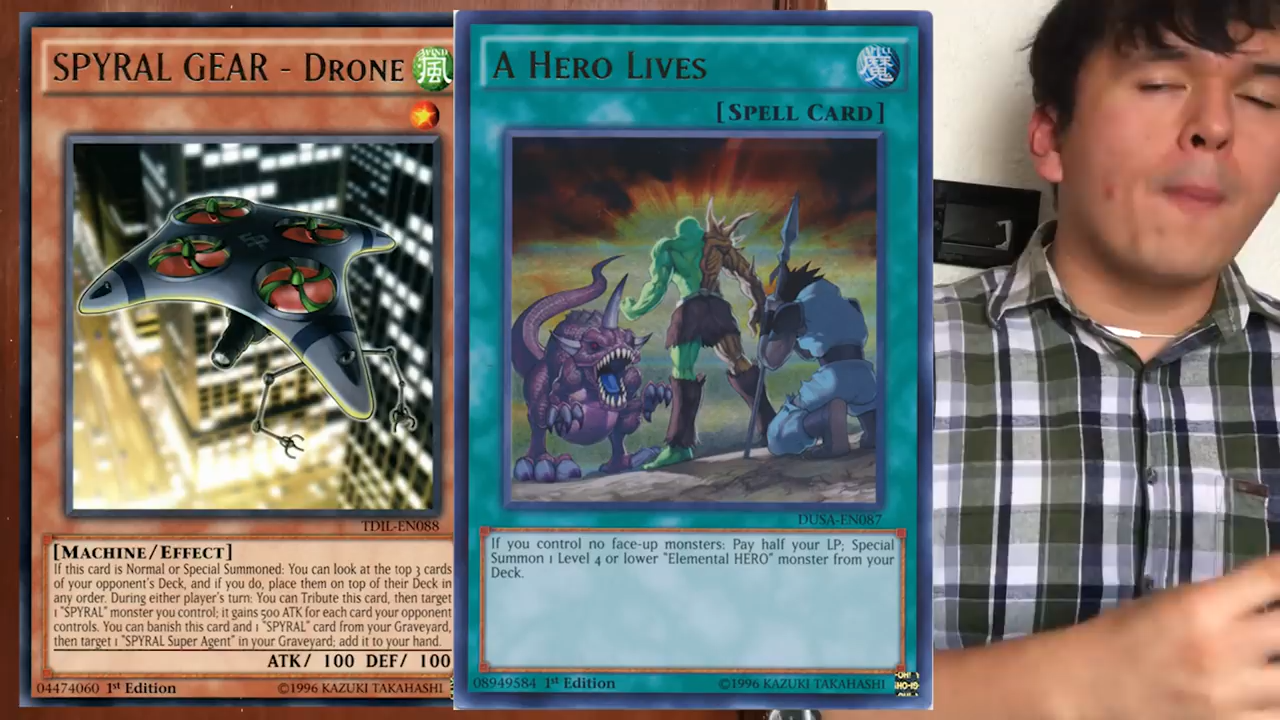 SPYRAL GEAR - DRONE
WIND
風
TDIL-EN088
[MACHINE/EFFECT]
If this card is Normal or Special Summoned: You can look at the top 3 cards
of your opponent's Deck, and if you do, place them on top of their Deck in
any order. During either player's turn: You can Tribute this card, then target
1 "SPYRAL" monster you control; it gains 500 ATK for each card your opponent
controls. You can banish this card and 1 "SPYRAL" card from your Graveyard,
then target 1 "SPYRAL Super Agent" in your Graveyard; add it to your hand.
ATK/ 100 DEF/ 100
04474060 1st Edition ©1996 KAZUKI TAKAHASHI
A HERO LIVES
魔
[SPELL CARD]
DUSA-EN087
If you control no face-up monsters: Pay half your LP; Special
Summon 1 Level 4 or lower "Elemental HERO" monster from your
Deck.
08949584 1st Edition ©1996 KAZUKI TAKAHASHI